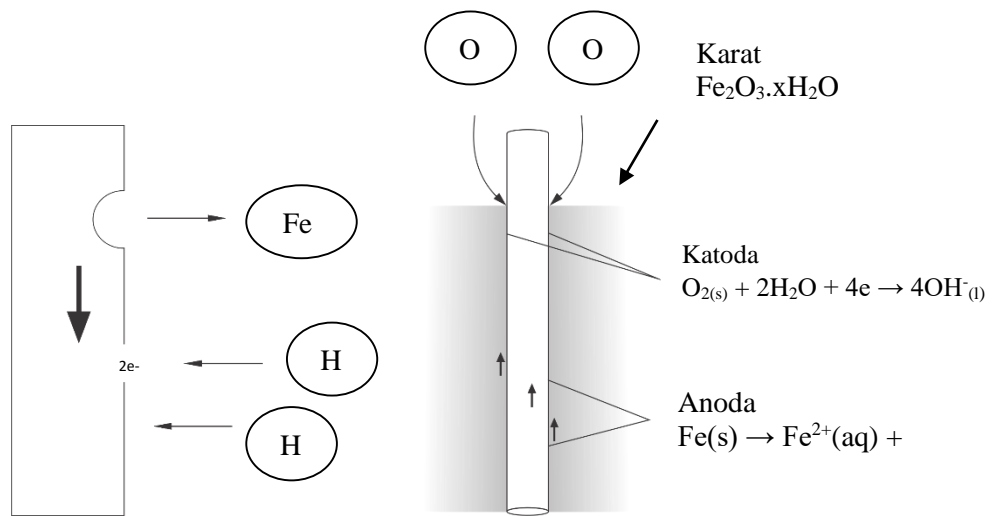 O O
Karat
Fe₂O₃.xH₂O
Fe
Katoda
O₂₍ₛ₎ + 2H₂O + 4e → 4OH⁻₍ₗ₎
2e-
H
H
Anoda
Fe(s) → Fe²⁺(aq) +